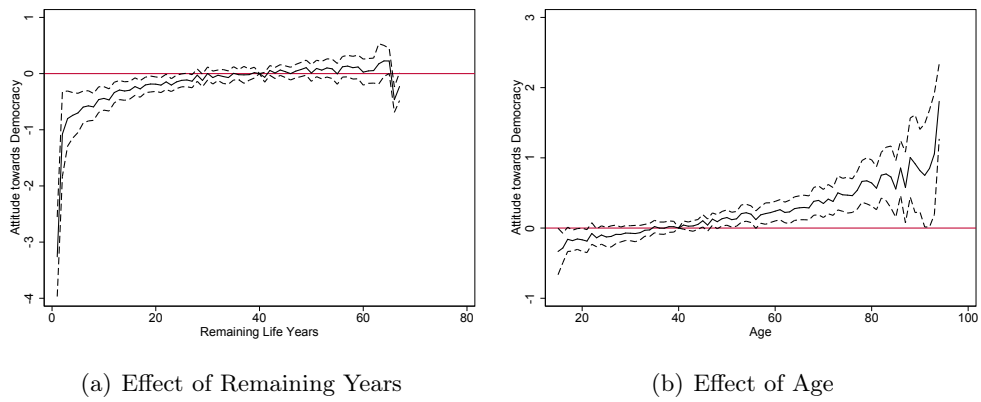 Attitude towards Democracy
1
0
-1
-2
-3
-4
0 20 40 60 80
Remaining Life Years
(a) Effect of Remaining Years
Attitude towards Democracy
3
2
1
0
-1
20 40 60 80 100
Age
(b) Effect of Age